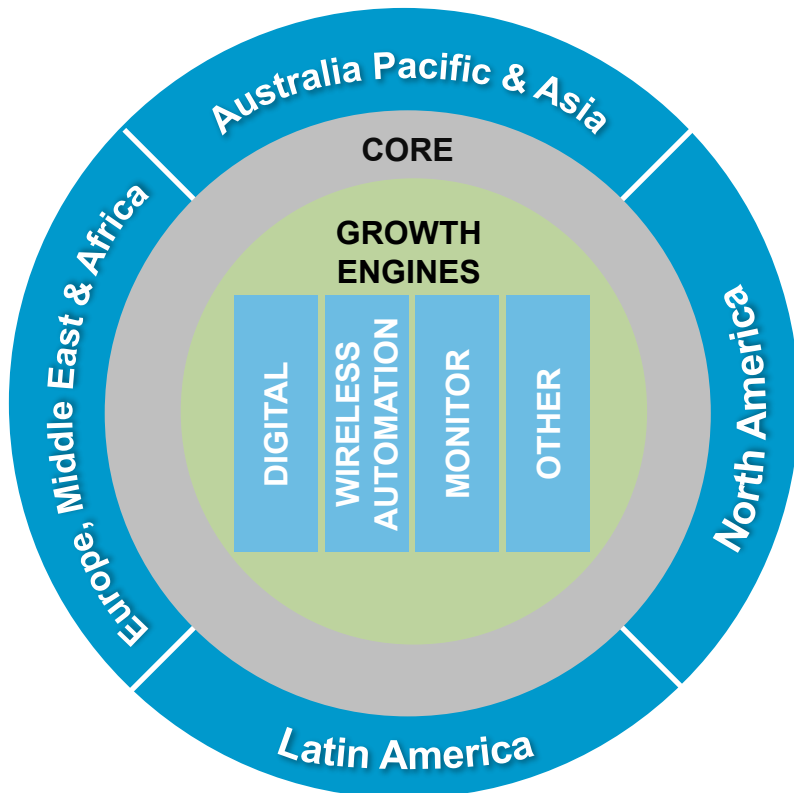 Australia Pacific & Asia
CORE
GROWTH
ENGINES
Europe, Middle East & Africa
DIGITAL
WIRELESS
AUTOMATION
MONITOR
OTHER
North America
Latin America